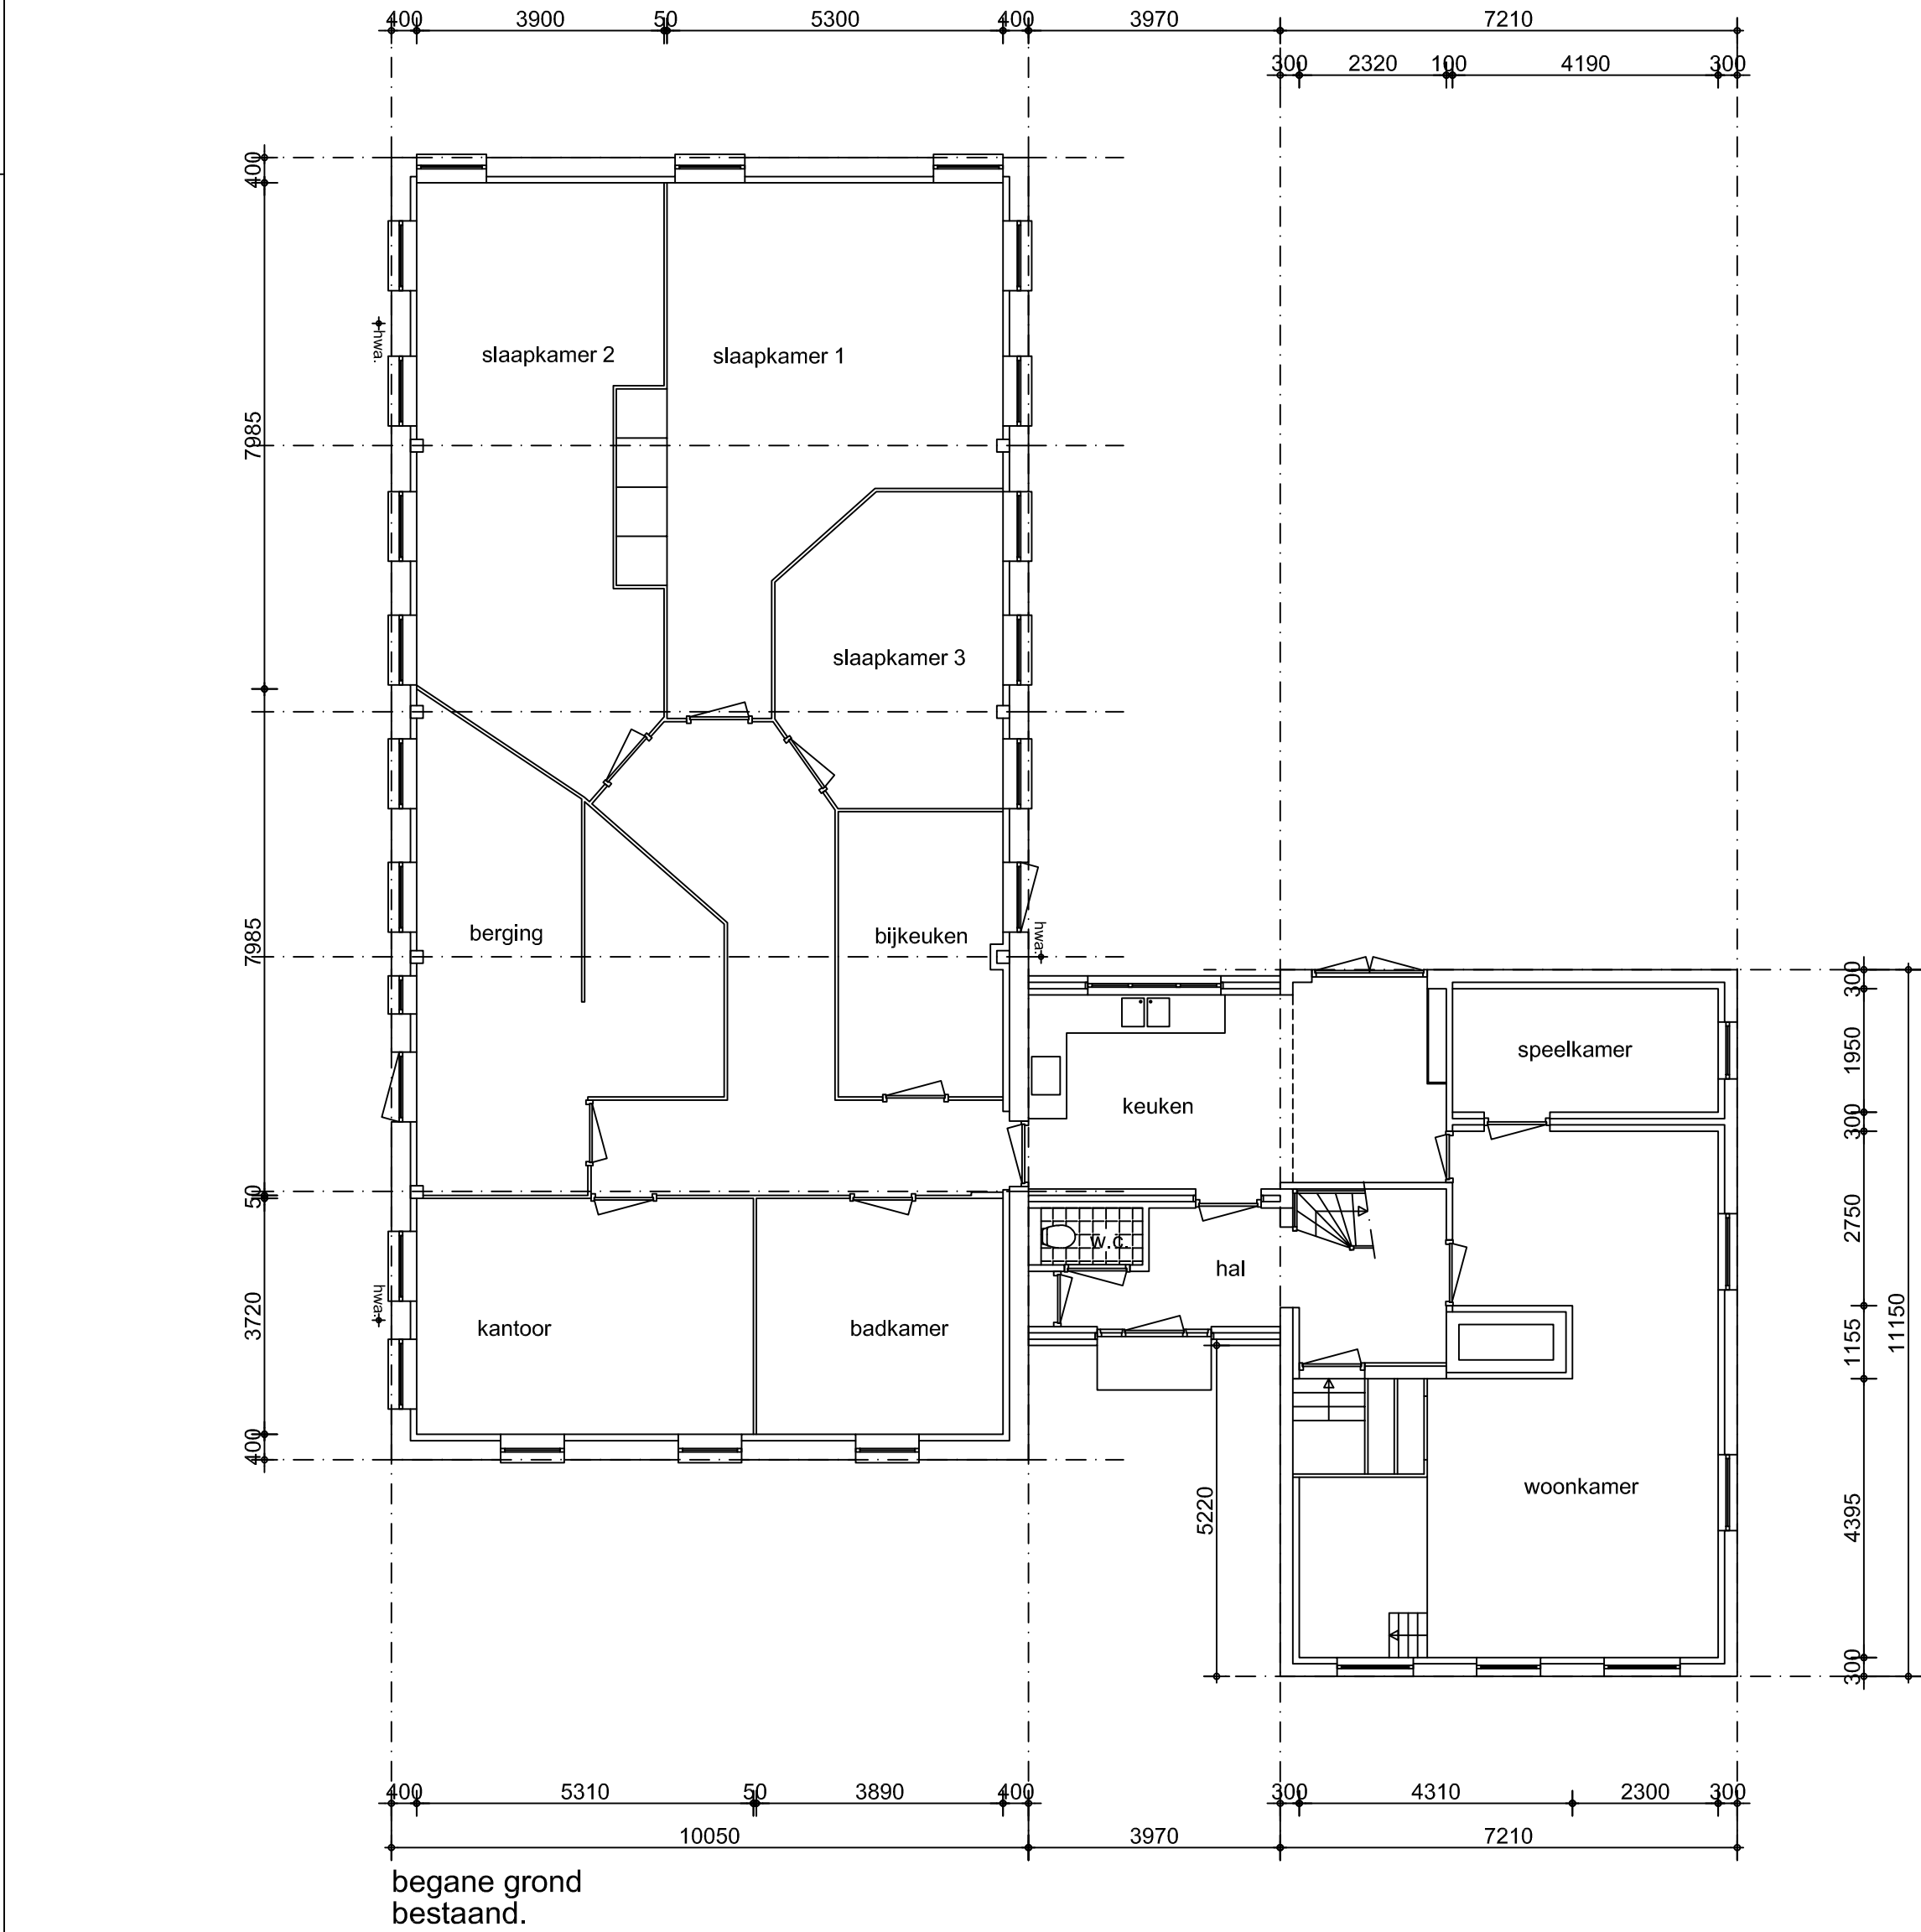 400 3900 50 5300 400 3970 7210
300 2320 100 4190 300
400
7985
7985
50
3720
400
hwa.
slaapkamer 2
slaapkamer 1
slaapkamer 3
berging
bijkeuken
hwa.
keuken
speelkamer
w.c.
hal
hwa.
kantoor
badkamer
woonkamer
5220
300
1950
300
2750
1155
4395
300
11150
400 5310 50 3890 400 300 4310 2300 300
10050 3970 7210
begane grond
bestaand.